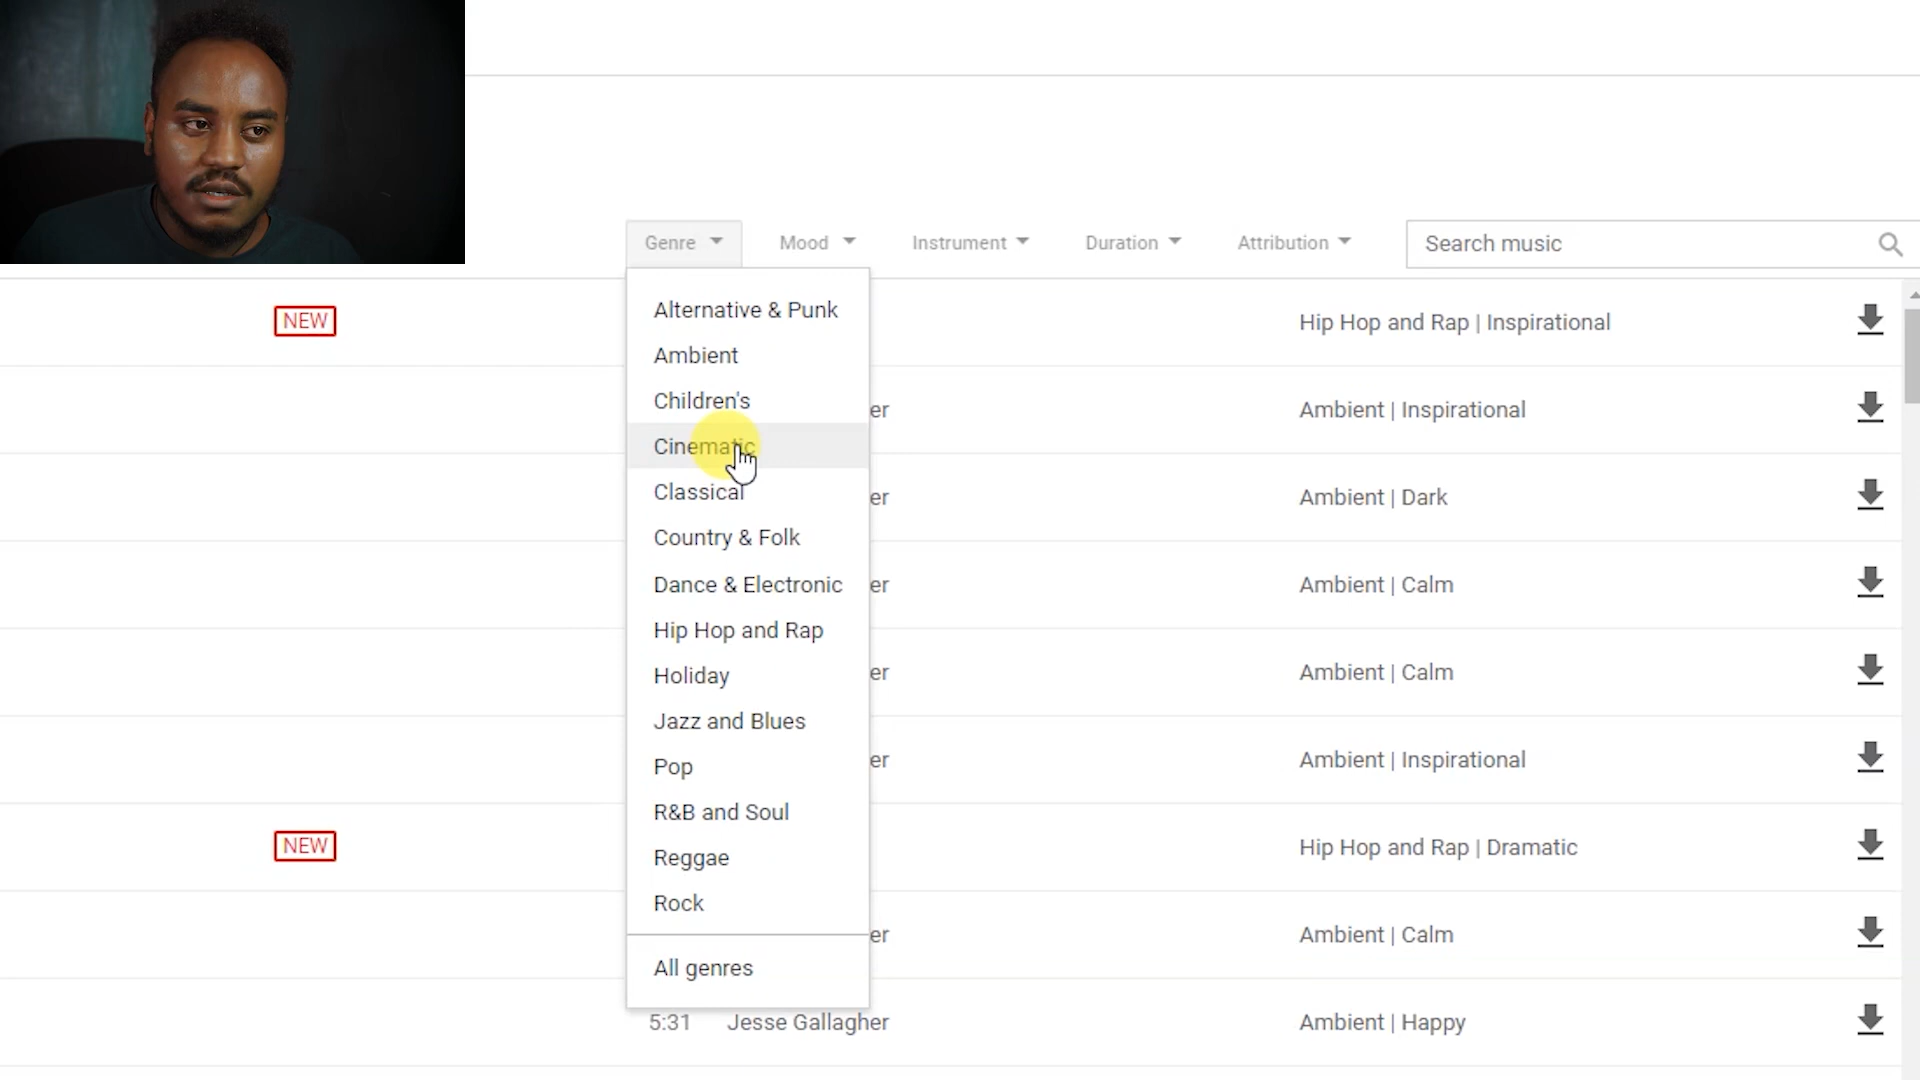 Genre Mood Instrument Duration Attribution Search music
Alternative & Punk
NEW Hip Hop and Rap | Inspirational
Ambient
Children's
er Ambient | Inspirational
Cinematic
Classical
er Ambient | Dark
Country & Folk
Dance & Electronic er Ambient | Calm
Hip Hop and Rap
Holiday er Ambient | Calm
Jazz and Blues
Pop er Ambient | Inspirational
R&B and Soul
NEW Hip Hop and Rap | Dramatic
Reggae
Rock
er Ambient | Calm
All genres
5:31 Jesse Gallagher Ambient | Happy